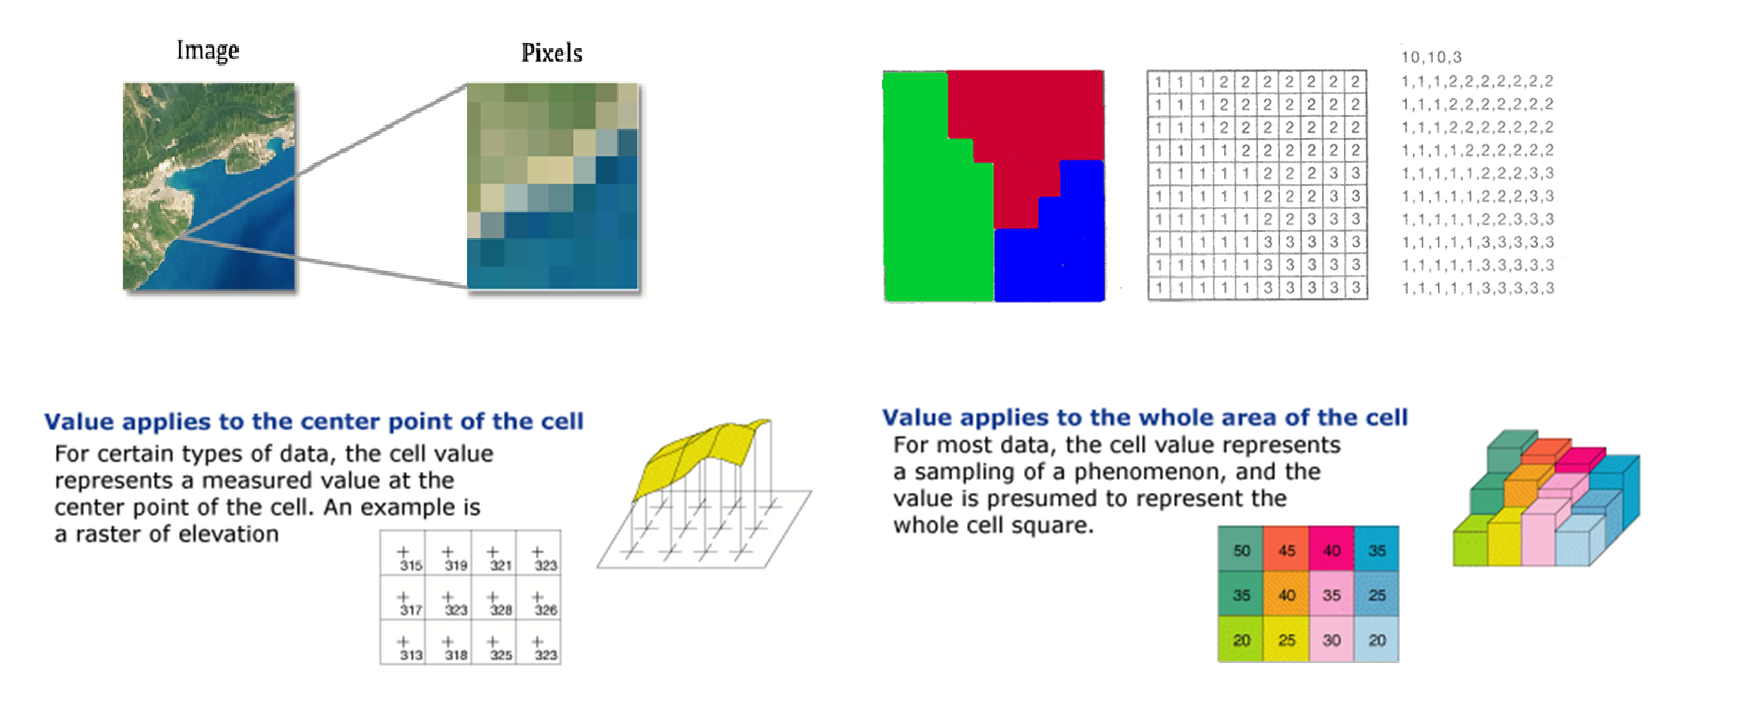 Image
Pixels
1 1 1 2 2 2 2 2 2 2
1 1 1 2 2 2 2 2 2 2
1 1 1 2 2 2 2 2 2 2
1 1 1 1 2 2 2 2 2 2
1 1 1 1 1 2 2 2 3 3
1 1 1 1 1 2 2 2 3 3
1 1 1 1 1 2 2 3 3 3
1 1 1 1 1 3 3 3 3 3
1 1 1 1 1 3 3 3 3 3
1 1 1 1 1 3 3 3 3 3
10,10,3
1,1,1,2,2,2,2,2,2,2
1,1,1,2,2,2,2,2,2,2
1,1,1,2,2,2,2,2,2,2
1,1,1,1,2,2,2,2,2,2
1,1,1,1,1,2,2,2,3,3
1,1,1,1,1,2,2,2,3,3
1,1,1,1,1,2,2,3,3,3
1,1,1,1,1,3,3,3,3,3
1,1,1,1,1,3,3,3,3,3
1,1,1,1,1,3,3,3,3,3
Value applies to the center point of the cell
For certain types of data, the cell value
represents a measured value at the
center point of the cell. An example is
a raster of elevation
315 319 321 323
317 323 328 326
313 318 325 323
Value applies to the whole area of the cell
For most data, the cell value represents
a sampling of a phenomenon, and the
value is presumed to represent the
whole cell square.
50 45 40 35
35 40 35 25
20 25 30 20